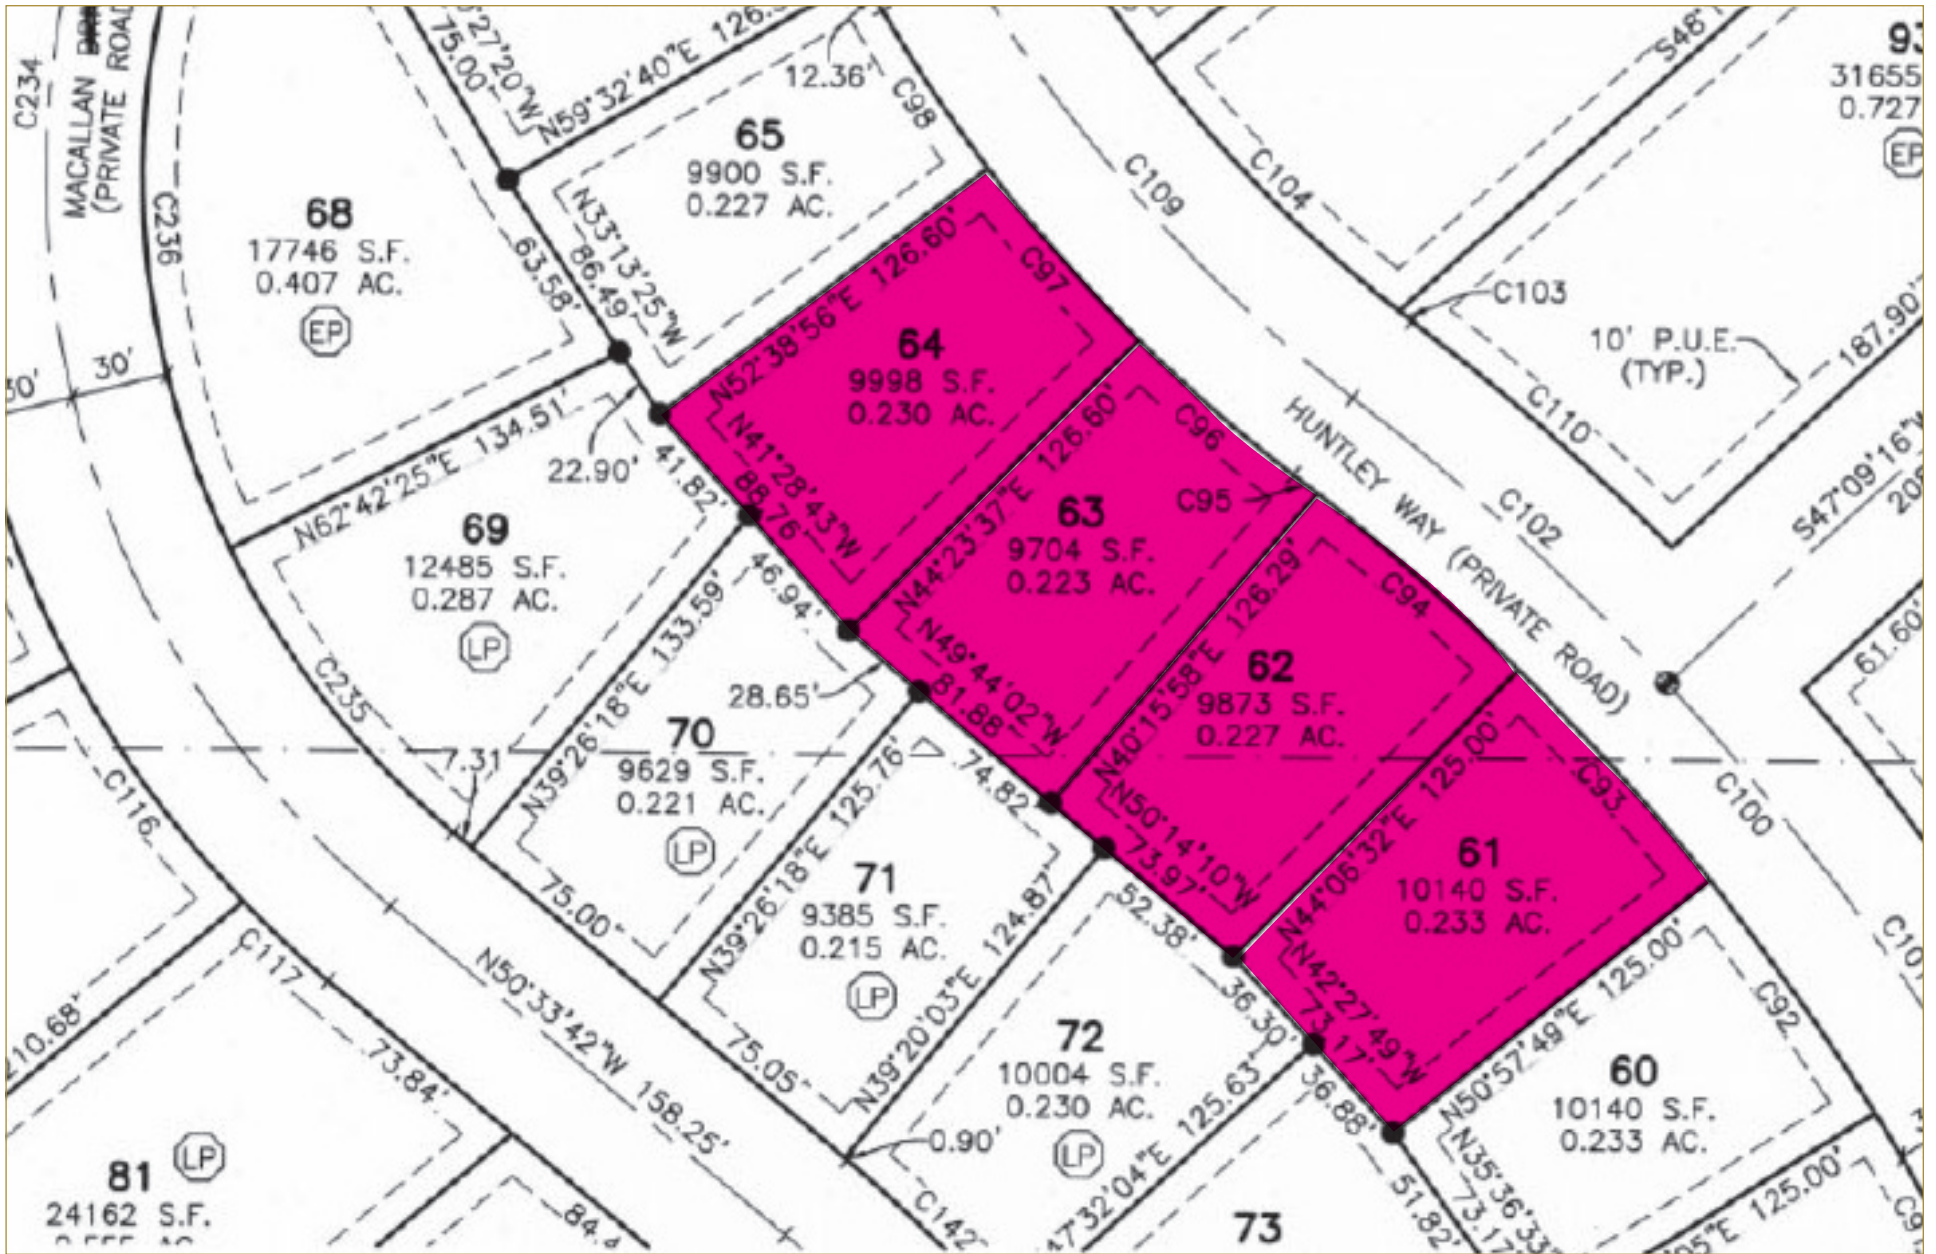 C234
MACALLAN
(PRIVATE ROAD
C236
30'
30'
68
17746 S.F.
0.407 AC.
EP
27'20"W
75.00'
N59°32'40"E
12.36'
C98
65
9900 S.F.
0.227 AC.
N33°13'25"W
86.49'
63.58'
C109
C104
S48°
31655
0.727
EP
C103
10' P.U.E.
(TYP.)
187.90'
C110
S47°09'16"W
61.60'
HUNTLEY WAY (PRIVATE ROAD)
C102
C100
C101
N52°38'56"E 126.60'
C97
64
9998 S.F.
0.230 AC.
N41°28'43"W
88.76
N62°42'25"E 134.51'
22.90'
41.82'
69
12485 S.F.
0.287 AC.
LP
C235
N44°23'37"E 126.60'
C96
C95
63
9704 S.F.
0.223 AC.
N49°44'02"W
81.88
46.94'
28.65'
N39°26'18"E 133.59'
70
9629 S.F.
0.221 AC.
LP
7.31
75.00'
N40°15'58"E 126.29'
C94
62
9873 S.F.
0.227 AC.
N50°14'10"W
73.97'
74.82
N39°26'18"E 125.76'
71
9385 S.F.
0.215 AC.
LP
75.05'
N44°06'32"E 125.00'
C93
61
10140 S.F.
0.233 AC.
N42°27'49"W
73.17'
52.38'
36.30'
36.88'
N39°20'03"E 124.87'
72
10004 S.F.
0.230 AC.
LP
0.90'
C142
47°32'04"E 125.63'
73
N50°57'49"E 125.00'
C92
60
10140 S.F.
0.233 AC.
N35°36'33"
73.17'
51.82'
05"E 125.00'
C116
C117
N50°33'42"W 158.25'
210.68'
73.84'
81
LP
24162 S.F.
84.4